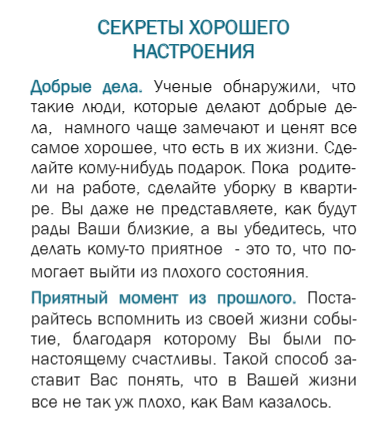 СЕКРЕТЫ ХОРОШЕГО
НАСТРОЕНИЯ
Добрые дела. Ученые обнаружили, что
такие люди, которые делают добрые де-
ла, намного чаще замечают и ценят все
самое хорошее, что есть в их жизни. Сде-
лайте кому-нибудь подарок. Пока родите-
ли на работе, сделайте уборку в кварти-
ре. Вы даже не представляете, как будут
рады Ваши близкие, а вы убедитесь, что
делать кому-то приятное - это то, что по-
могает выйти из плохого состояния.
Приятный момент из прошлого. Поста-
райтесь вспомнить из своей жизни собы-
тие, благодаря которому Вы были по-
настоящему счастливы. Такой способ за-
ставит Вас понять, что в Вашей жизни
все не так уж плохо, как Вам казалось.